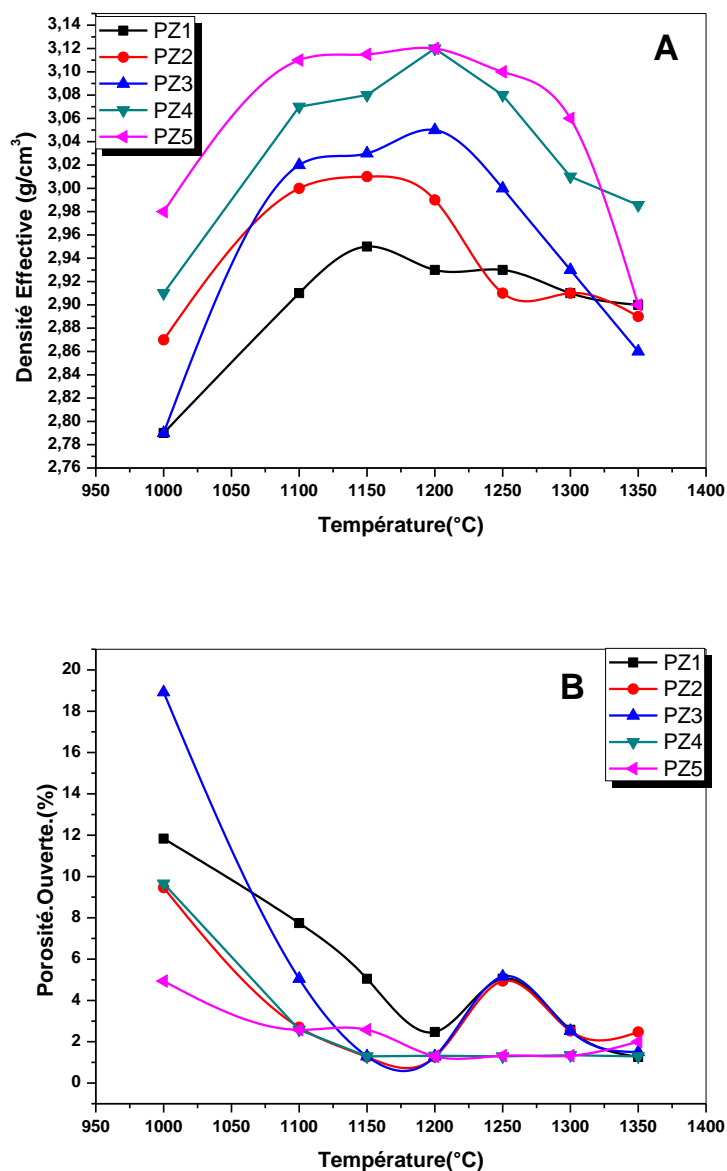 A
PZ1
PZ2
PZ3
PZ4
PZ5
3,14
3,12
3,10
3,08
3,06
3,04
3,02
3,00
2,98
2,96
2,94
2,92
2,90
2,88
2,86
2,84
2,82
2,80
2,78
2,76
Densité Effective (g/cm³)
950 1000 1050 1100 1150 1200 1250 1300 1350 1400
Température(°C)
B
PZ1
PZ2
PZ3
PZ4
PZ5
20
18
16
14
12
10
8
6
4
2
0
Porosité.Ouverte.(%)
950 1000 1050 1100 1150 1200 1250 1300 1350 1400
Température(°C)